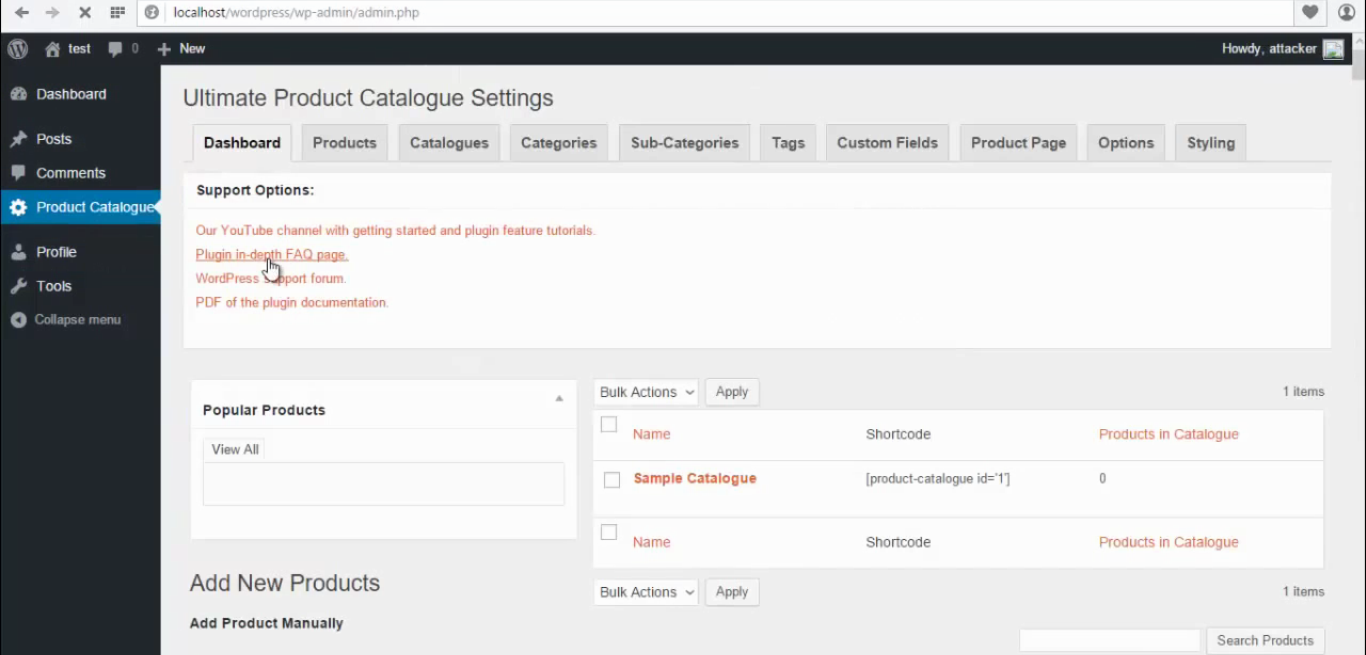 localhost/wordpress/wp-admin/admin.php
test 0 New Howdy, attacker
Dashboard
Posts
Comments
Product Catalogue
Profile
Tools
Collapse menu
Ultimate Product Catalogue Settings
Dashboard Products Catalogues Categories Sub-Categories Tags Custom Fields Product Page Options Styling
Support Options:
Our YouTube channel with getting started and plugin feature tutorials.
Plugin in-depth FAQ page.
WordPress support forum.
PDF of the plugin documentation.
Popular Products
View All
Add New Products
Add Product Manually
Bulk Actions Apply 1 items
Name Shortcode Products in Catalogue
Sample Catalogue [product-catalogue id='1'] 0
Name Shortcode Products in Catalogue
Bulk Actions Apply 1 items
Search Products